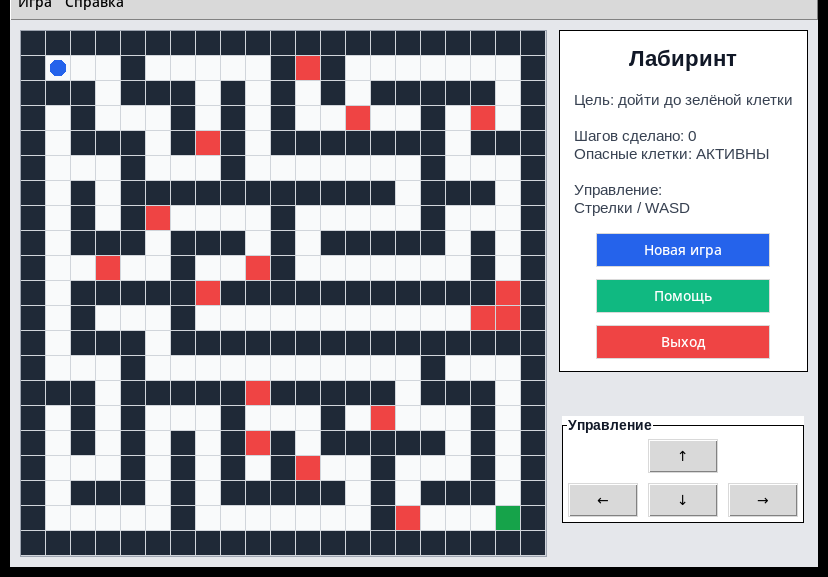 Игра Справка
Лабиринт
Цель: дойти до зелёной клетки
Шагов сделано: 0
Опасные клетки: АКТИВНЫ
Управление:
Стрелки / WASD
Новая игра
Помощь
Выход
Управление
↑
← ↓ →